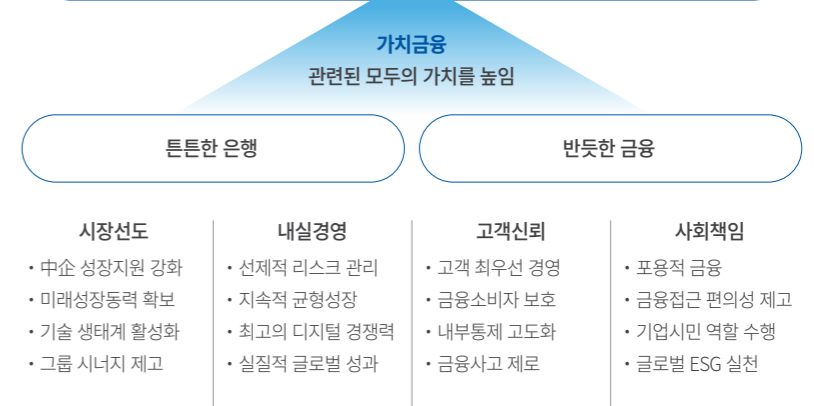 가치금융
관련된 모두의 가치를 높임
튼튼한 은행
반듯한 금융
시장선도
• 中企 성장지원 강화
• 미래성장동력 확보
• 기술 생태계 활성화
• 그룹 시너지 제고
내실경영
• 선제적 리스크 관리
• 지속적 균형성장
• 최고의 디지털 경쟁력
• 실질적 글로벌 성과
고객신뢰
• 고객 최우선 경영
• 금융소비자 보호
• 내부통제 고도화
• 금융사고 제로
사회책임
• 포용적 금융
• 금융접근 편의성 제고
• 기업시민 역할 수행
• 글로벌 ESG 실천